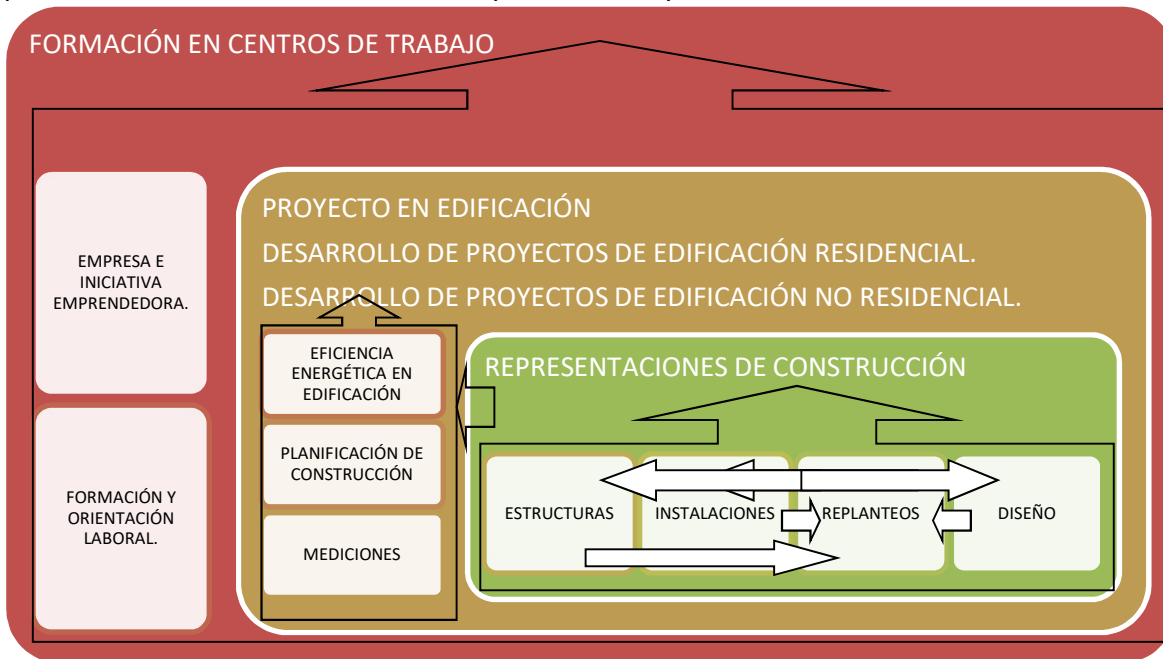 FORMACIÓN EN CENTROS DE TRABAJO
EMPRESA E
INICIATIVA
EMPRENDEDORA.
FORMACIÓN Y
ORIENTACIÓN
LABORAL.
PROYECTO EN EDIFICACIÓN
DESARROLLO DE PROYECTOS DE EDIFICACIÓN RESIDENCIAL.
DESARROLLO DE PROYECTOS DE EDIFICACIÓN NO RESIDENCIAL.
EFICIENCIA
ENERGÉTICA EN
EDIFICACIÓN
PLANIFICACIÓN DE
CONSTRUCCIÓN
MEDICIONES
REPRESENTACIONES DE CONSTRUCCIÓN
ESTRUCTURAS
INSTALACIONES
REPLANTEOS
DISEÑO